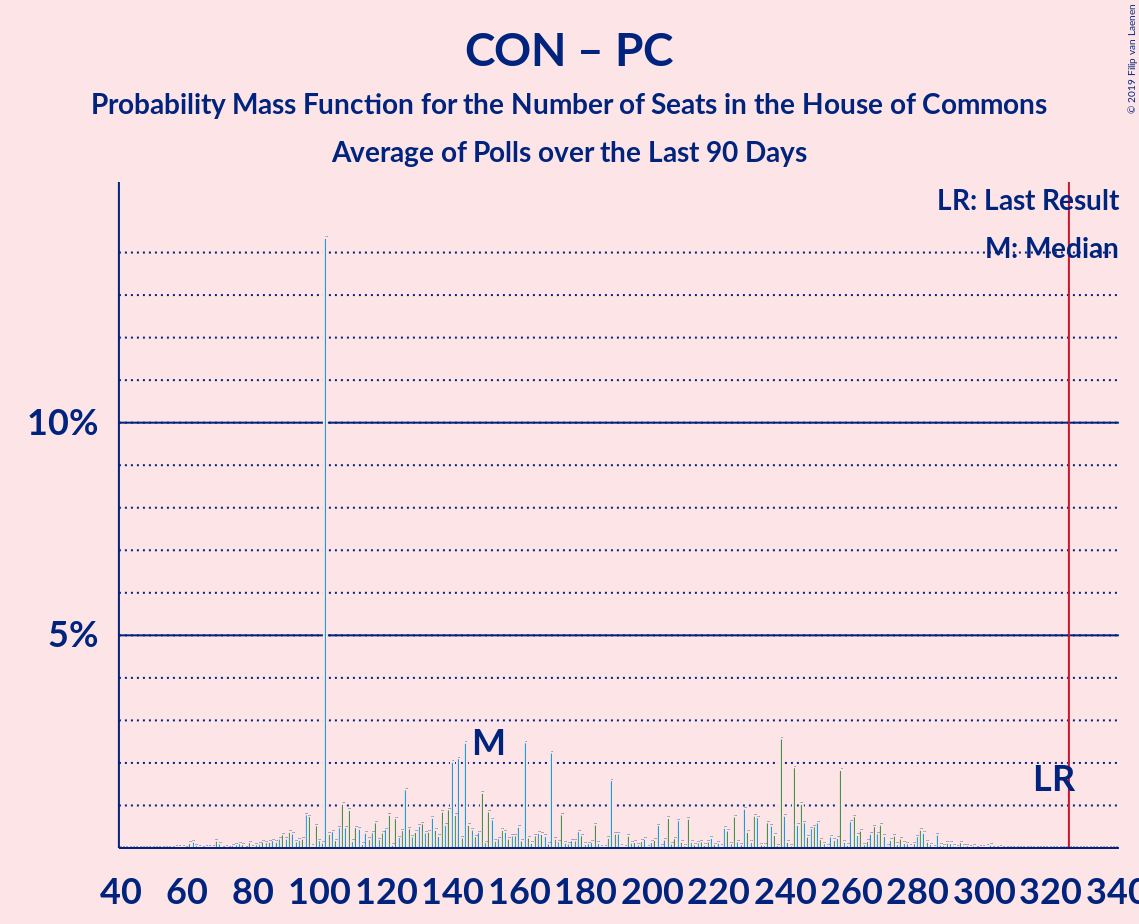 CON – PC
Probability Mass Function for the Number of Seats in the House of Commons
Average of Polls over the Last 90 Days
© 2019 Filip van Laenen
LR: Last Result
M: Median
10%
5%
M
LR
40 60 80 100 120 140 160 180 200 220 240 260 280 300 320 340